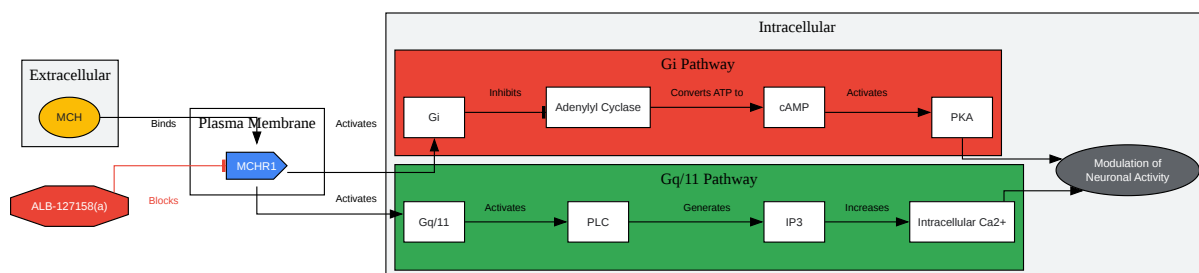 Intracellular
Gi Pathway
Extracellular
MCH
Binds
Plasma Membrane
MCHR1
Activates
Gi
Inhibits
Adenylyl Cyclase
Converts ATP to
cAMP
Activates
PKA
ALB-127158(a)
Blocks
Activates
Gq/11 Pathway
Gq/11
Activates
PLC
Generates
IP3
Increases
Intracellular Ca2+
Modulation of
Neuronal Activity